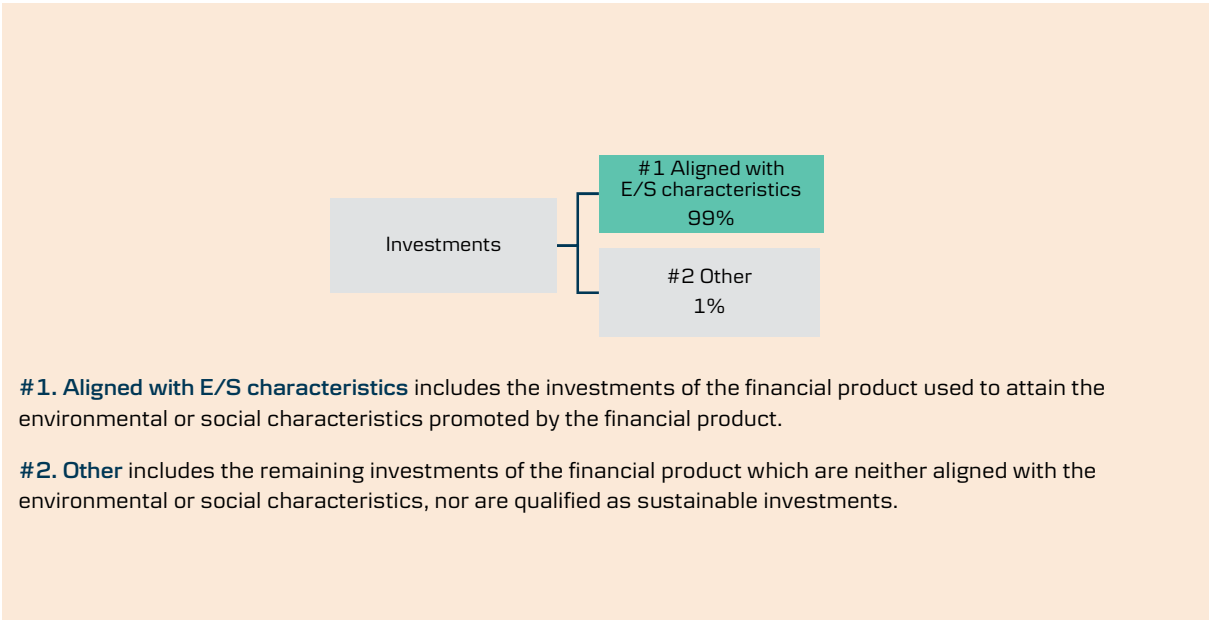 #1 Aligned with
E/S characteristics
99%
Investments
#2 Other
1%
#1. Aligned with E/S characteristics includes the investments of the financial product used to attain the
environmental or social characteristics promoted by the financial product.
#2. Other includes the remaining investments of the financial product which are neither aligned with the
environmental or social characteristics, nor are qualified as sustainable investments.